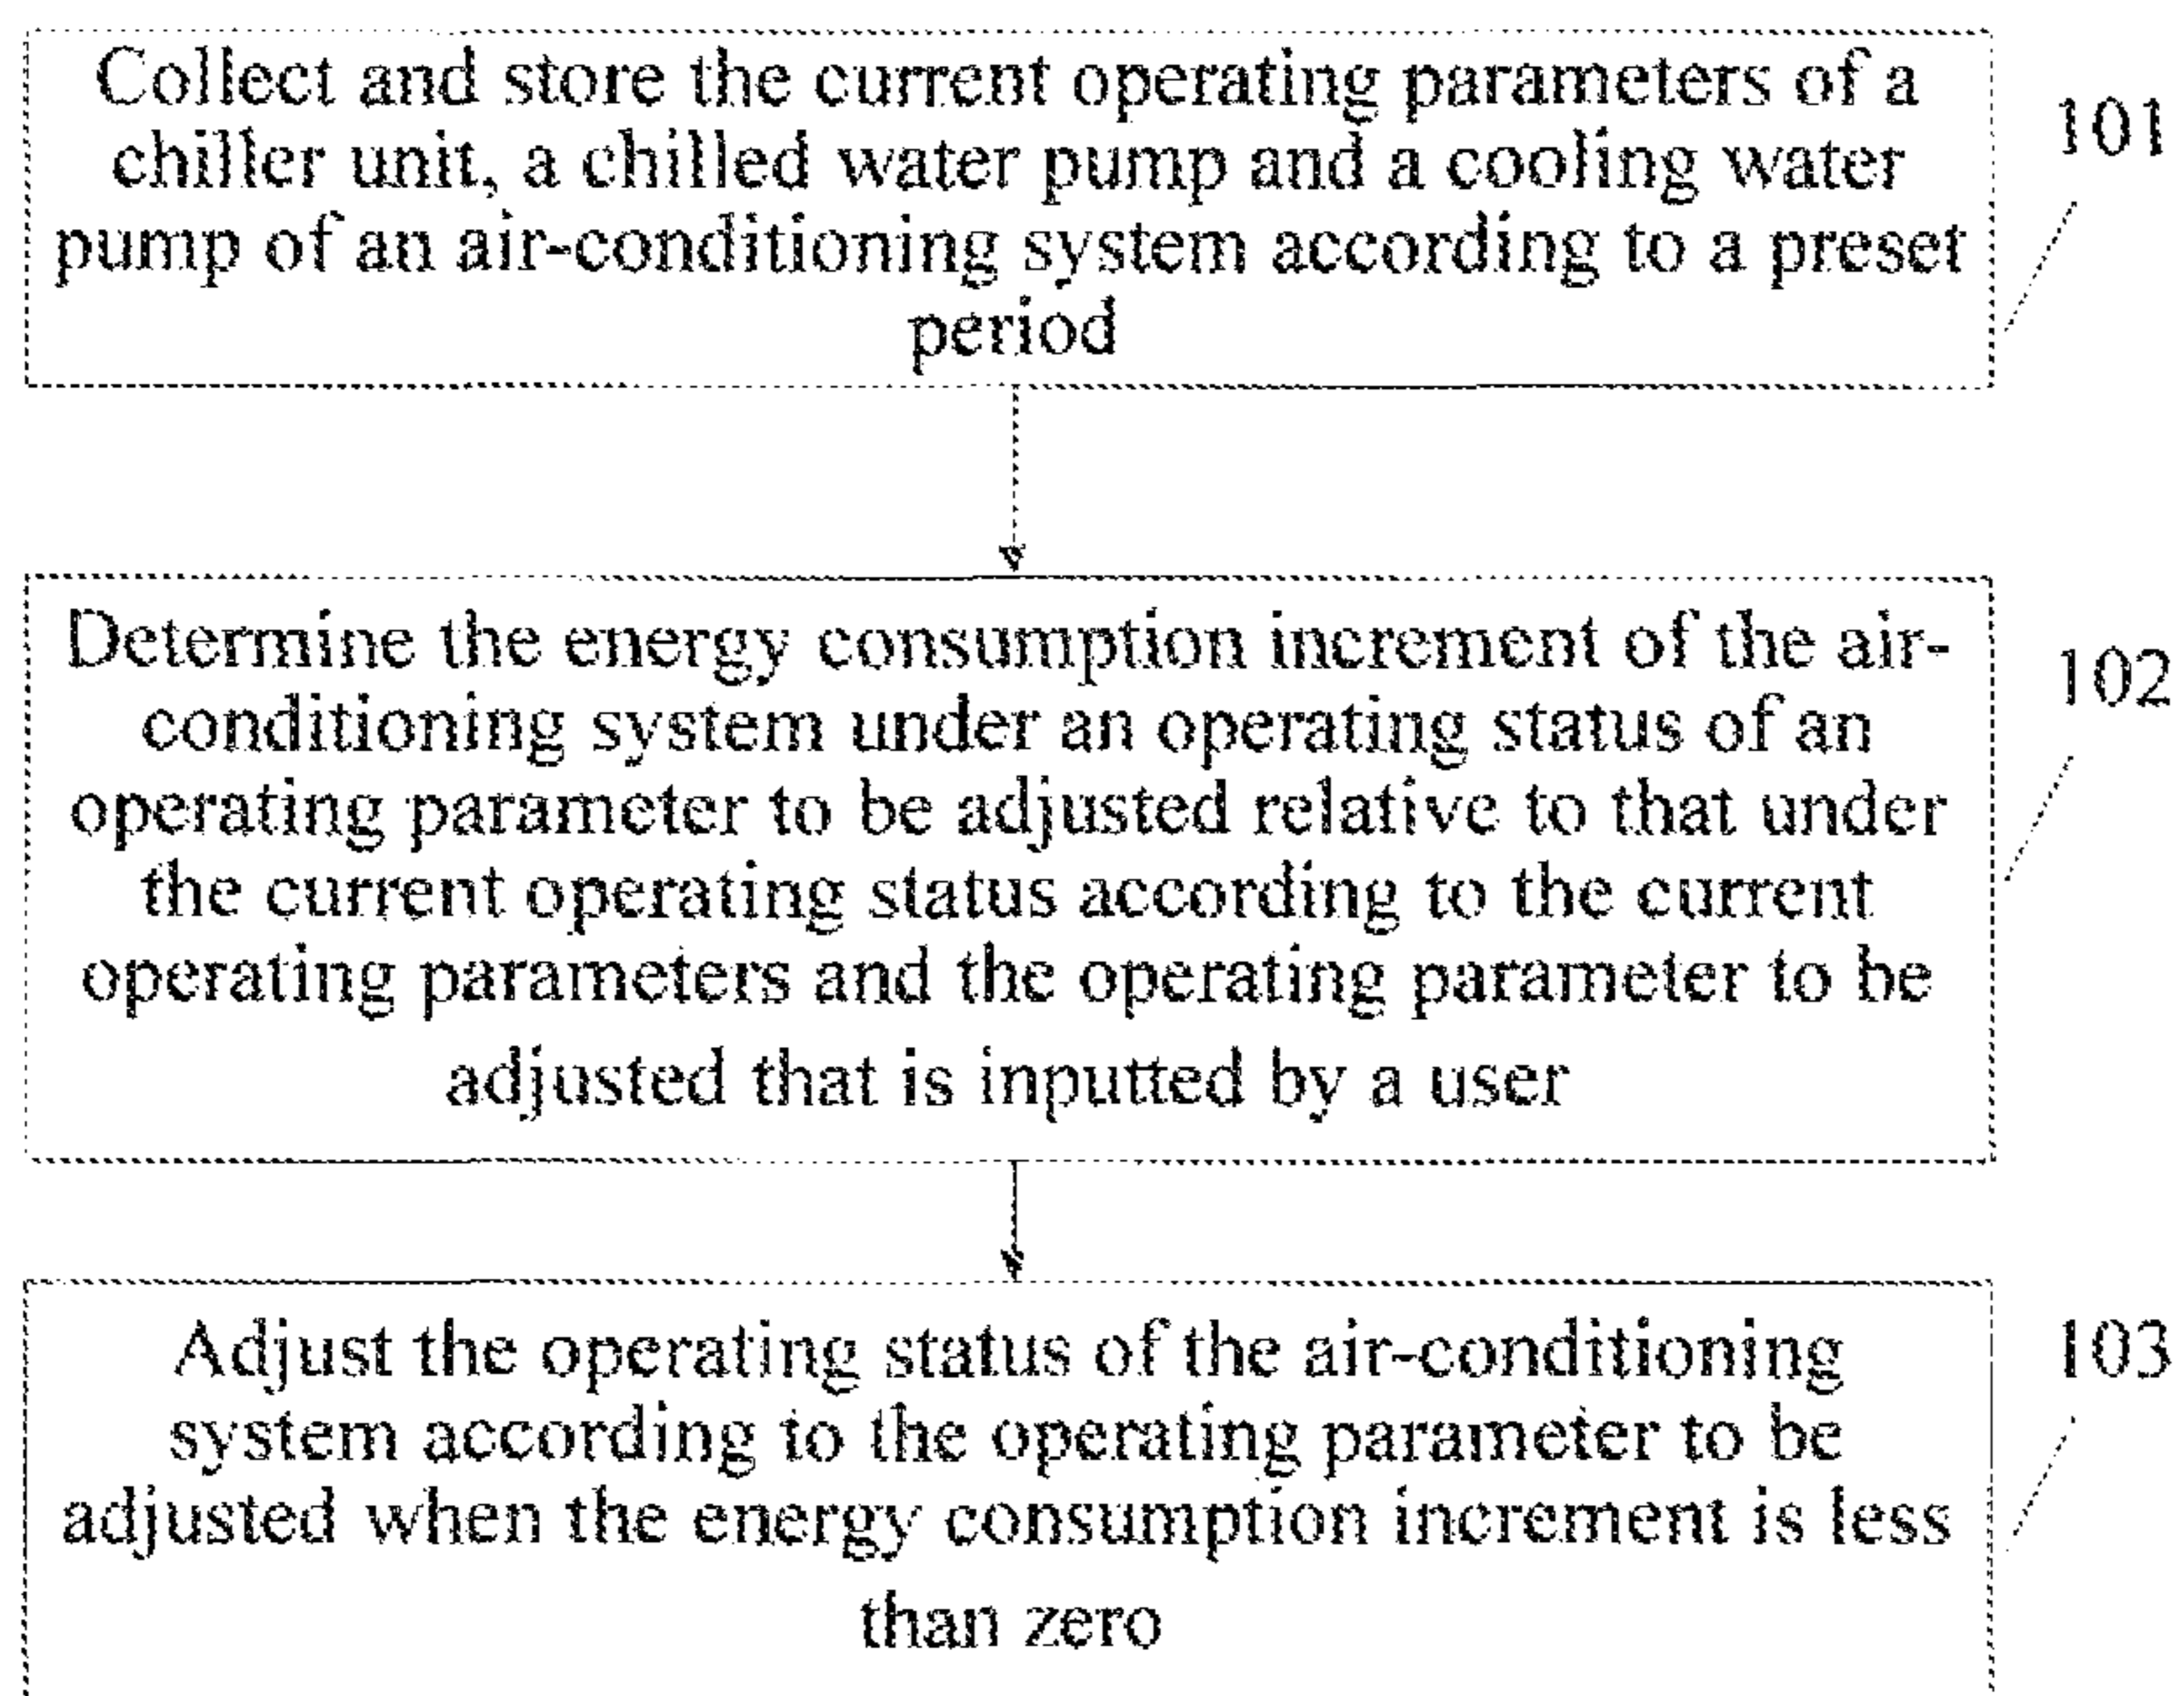 Collect and store the current operating parameters of a
chiller unit, a chilled water pump and a cooling water
pump of an air-conditioning system according to a preset
period
101
Determine the energy consumption increment of the air-
conditioning system under an operating status of an
operating parameter to be adjusted relative to that under
the current operating status according to the current
operating parameters and the operating parameter to be
adjusted that is inputted by a user
102
Adjust the operating status of the air-conditioning
system according to the operating parameter to be
adjusted when the energy consumption increment is less
than zero
103